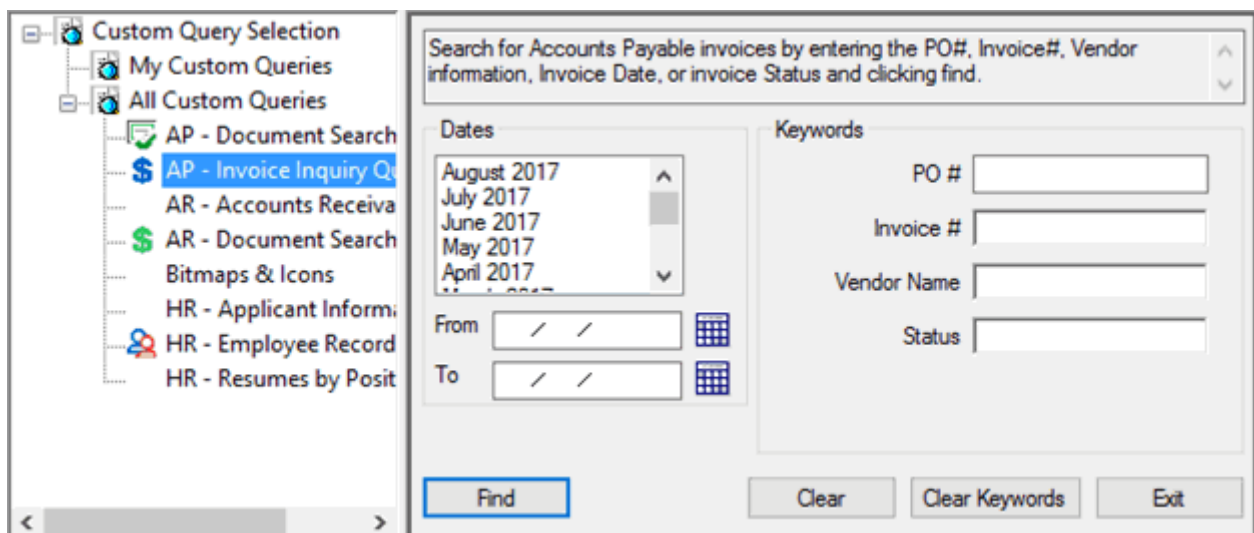 Custom Query Selection
My Custom Queries
All Custom Queries
AP - Document Search
AP - Invoice Inquiry
AR - Accounts
AR - Document Search
Bitmaps & Icons
HR - Applicant
HR - Employee Record
HR - Resumes by
Search for Accounts Payable invoices by entering the PO#, Invoice#, Vendor
information, Invoice Date, or invoice Status and clicking find.
Dates
August 2017
July 2017
June 2017
May 2017
April 2017
From / /
To / /
Keywords
PO #
Invoice #
Vendor Name
Status
Find
Clear
Clear Keywords
Exit